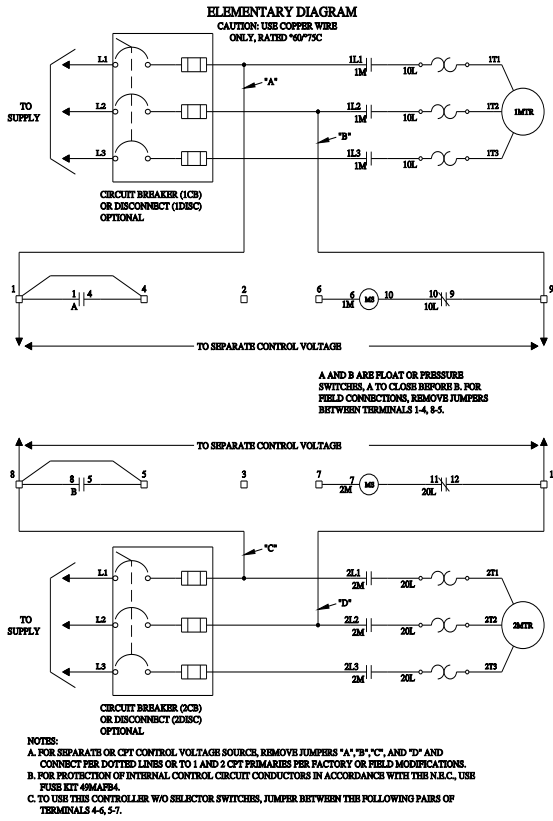 ELEMENTARY DIAGRAM
CAUTION: USE COPPER WIRE
ONLY, RATED °60/°75C
L1
1L1
1M
10L
1T1
"A"
TO
SUPPLY
L2
1L2
1M
10L
1T2
1MTR
"B"
L3
1L3
1M
10L
1T3
CIRCUIT BREAKER (1CB)
OR DISCONNECT (1DISC)
OPTIONAL
1
1 4
A
4
2
6
6
1M
MS
10
10 9
10L
9
TO SEPARATE CONTROL VOLTAGE
A AND B ARE FLOAT OR PRESSURE
SWITCHES, A TO CLOSE BEFORE B. FOR
FIELD CONNECTIONS, REMOVE JUMPERS
BETWEEN TERMINALS 1-4, 8-5.
TO SEPARATE CONTROL VOLTAGE
8
8 5
B
5
3
7
7
2M
MS
11 12
20L
1
"C"
L1
2L1
2M
20L
2T1
"D"
TO
SUPPLY
L2
2L2
2M
20L
2T2
2MTR
L3
2L3
2M
20L
2T3
CIRCUIT BREAKER (2CB)
OR DISCONNECT (2DISC)
OPTIONAL
NOTES:
A. FOR SEPARATE OR CPT CONTROL VOLTAGE SOURCE, REMOVE JUMPERS "A","B","C", AND "D" AND
CONNECT PER DOTTED LINES OR TO 1 AND 2 CPT PRIMARIES PER FACTORY OR FIELD MODIFICATIONS.
B. FOR PROTECTION OF INTERNAL CONTROL CIRCUIT CONDUCTORS IN ACCORDANCE WITH THE N.E.C., USE
FUSE KIT 49MAFB4.
C. TO USE THIS CONTROLLER W/O SELECTOR SWITCHES, JUMPER BETWEEN THE FOLLOWING PAIRS OF
TERMINALS 4-6, 5-7.